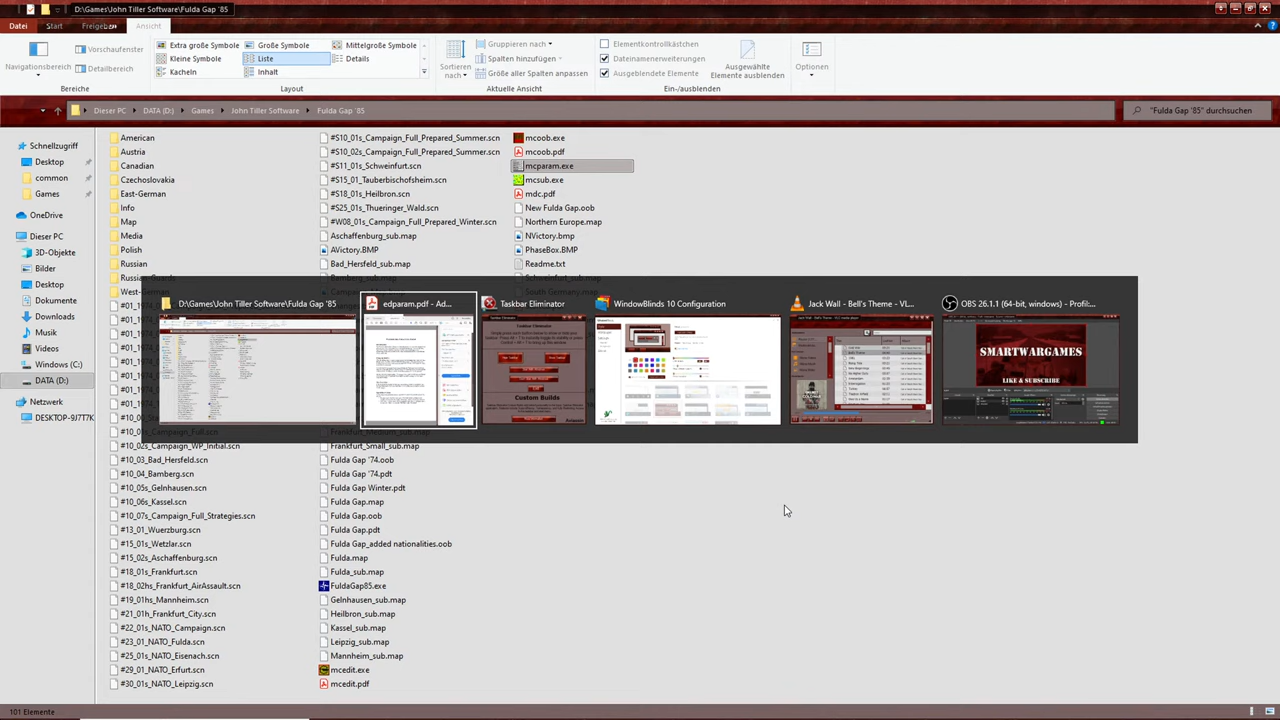 D:\Games\John Tiller Software\Fulda Gap '85
Datei
Start
Freigeben
Ansicht
Navigationsbereich
Vorschaufenster
Detailbereich
Bereiche
Extra große Symbole
Große Symbole
Mittelgroße Symbole
Kleine Symbole
Liste
Details
Kacheln
Inhalt
Layout
Sortieren
nach
Gruppieren nach
Spalten hinzufügen
Größe aller Spalten anpassen
Aktuelle Ansicht
Elementkontrollkästchen
Dateinamenerweiterungen
Ausgeblendete Elemente
Ausgewählte
Elemente ausblenden
Ein-/ausblenden
Optionen
Dieser PC
DATA (D:)
Games
John Tiller Software
Fulda Gap '85
"Fulda Gap '85" durchsuchen
Schnellzugriff
Desktop
common
Games
OneDrive
Dieser PC
3D-Objekte
Bilder
Desktop
Dokumente
Downloads
Musik
Videos
Windows (C:)
DATA (D:)
Netzwerk
DESKTOP-9J7T7K
American
Austria
Canadian
Czechoslovakia
East-German
Info
Map
Media
Polish
Russian
#10_02s_Campaign_WP_Initial.scn
#10_03_Bad_Hersfeld.scn
#10_04_Bamberg.scn
#10_05s_Gelnhausen.scn
#10_06s_Kassel.scn
#10_07s_Campaign_Full_Strategies.scn
#13_01_Wuerzburg.scn
#15_01s_Wetzlar.scn
#15_02s_Aschaffenburg.scn
#18_01s_Frankfurt.scn
#18_02hs_Frankfurt_AirAssault.scn
#19_01hs_Mannheim.scn
#21_01h_Frankfurt_City.scn
#22_01s_NATO_Campaign.scn
#23_01_NATO_Fulda.scn
#25_01s_NATO_Eisenach.scn
#29_01_NATO_Erfurt.scn
#30_01s_NATO_Leipzig.scn
#S10_01s_Campaign_Full_Prepared_Summer.scn
#S10_02s_Campaign_Full_Prepared_Summer.scn
#S11_01s_Schweinfurt.scn
#S15_01_Tauberbischofsheim.scn
#S18_01s_Heilbron.scn
#S25_01s_Thueringer_Wald.scn
#W08_01s_Campaign_Full_Prepared_Winter.scn
Aschaffenburg_sub.map
AVictory.BMP
Bad_Hersfeld_sub.map
Frankfurt_Small_sub.map
Fulda Gap '74.oob
Fulda Gap '74.pdt
Fulda Gap Winter.pdt
Fulda Gap.map
Fulda Gap.oob
Fulda Gap.pdt
Fulda Gap_added nationalities.oob
Fulda.map
Fulda_sub.map
FuldaGap85.exe
Gelnhausen_sub.map
Heilbron_sub.map
Kassel_sub.map
Leipzig_sub.map
Mannheim_sub.map
mcedit.exe
mcedit.pdf
mcoob.exe
mcoob.pdf
mcparam.exe
mcsub.exe
mdc.pdf
New Fulda Gap.oob
Northern Europe.map
NVictory.bmp
PhaseBox.BMP
Readme.txt
D:\Games\John Tiller Software\Fulda Gap '85
edparam.pdf - Ad...
Taskbar Eliminator
WindowBlinds 10 Configuration
Jack Wall - Bell's Theme - VL...
OBS 26.1.1 (64-bit, windows) - Profil:...
Custom Builds
SMARTWARGAMES
LIKE & SUBSCRIBE
101 Elemente